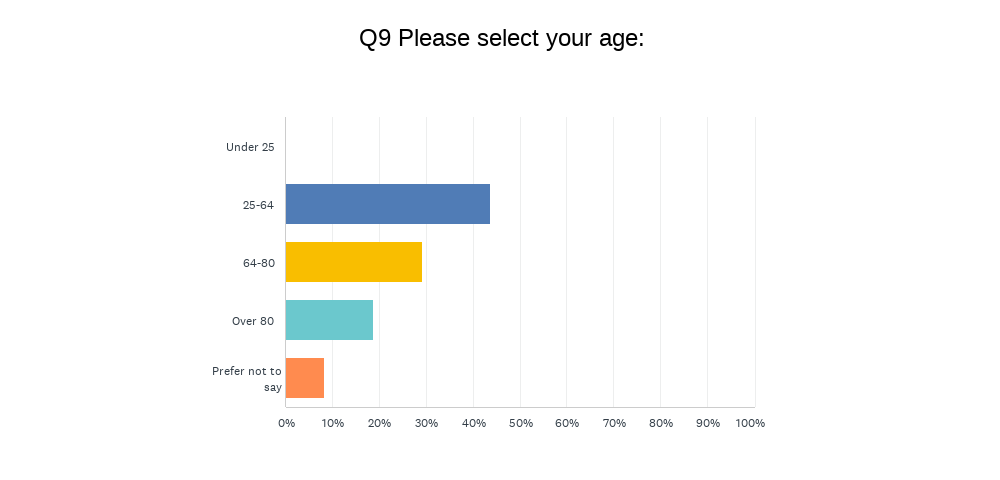 Q9 Please select your age:
Under 25
25-64
64-80
Over 80
Prefer not to
say
0% 10% 20% 30% 40% 50% 60% 70% 80% 90% 100%